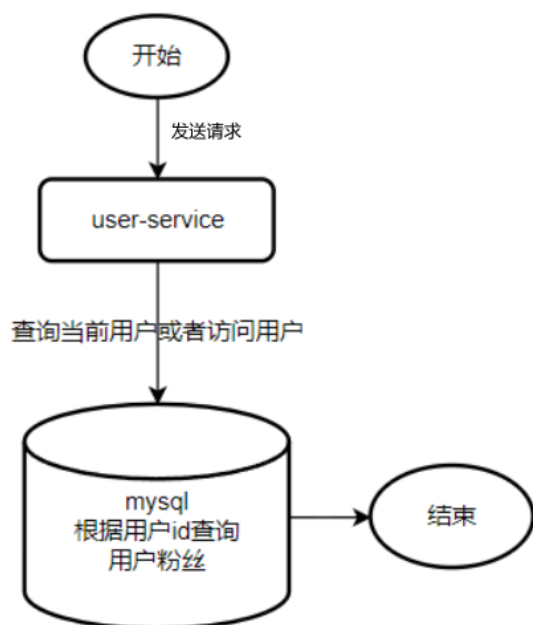 开始
发送请求
user-service
查询当前用户或者访问用户
mysql
根据用户id查询
用户粉丝
结束